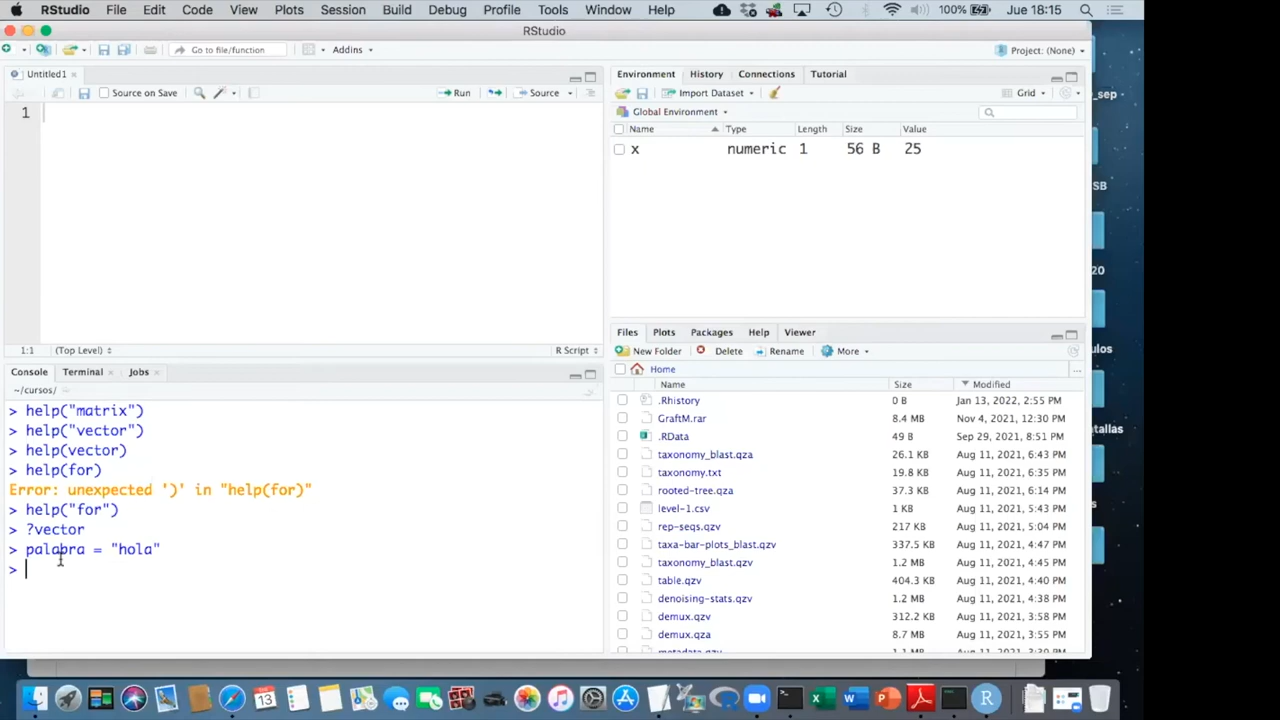 RStudio File Edit Code View Plots Session Build Debug Profile Tools Window Help 100% Jue 18:15
RStudio
Go to file/function Addins Project: (None)
Untitled1
Source on Save Run Source
1
1:1 (Top Level) R Script
Console Terminal Jobs
~/cursos/
> help("matrix")
> help("vector")
> help(vector)
> help(for)
Error: unexpected ')' in "help(for)"
> help("for")
> ?vector
> palabra = "hola"
>
Environment History Connections Tutorial
Import Dataset Grid
Global Environment
Name Type Length Size Value
x numeric 1 56 B 25
Files Plots Packages Help Viewer
New Folder Delete Rename More
Home
Name Size Modified
.Rhistory 0 B Jan 13, 2022, 2:55 PM
GraftM.rar 8.4 MB Nov 4, 2021, 12:30 PM
.RData 49 B Sep 29, 2021, 8:51 PM
taxonomy_blast.qza 26.1 KB Aug 11, 2021, 6:43 PM
taxonomy.txt 19.8 KB Aug 11, 2021, 6:35 PM
rooted-tree.qza 37.3 KB Aug 11, 2021, 6:14 PM
level-1.csv 1 KB Aug 11, 2021, 5:43 PM
rep-seqs.qzv 217 KB Aug 11, 2021, 5:04 PM
taxa-bar-plots_blast.qzv 337.5 KB Aug 11, 2021, 4:47 PM
taxonomy_blast.qzv 1.2 MB Aug 11, 2021, 4:45 PM
table.qzv 404.3 KB Aug 11, 2021, 4:40 PM
denoising-stats.qzv 1.2 MB Aug 11, 2021, 4:38 PM
demux.qzv 312.2 KB Aug 11, 2021, 3:58 PM
demux.qza 8.7 MB Aug 11, 2021, 3:55 PM
_sep
SB
20
ulos
atallas
13